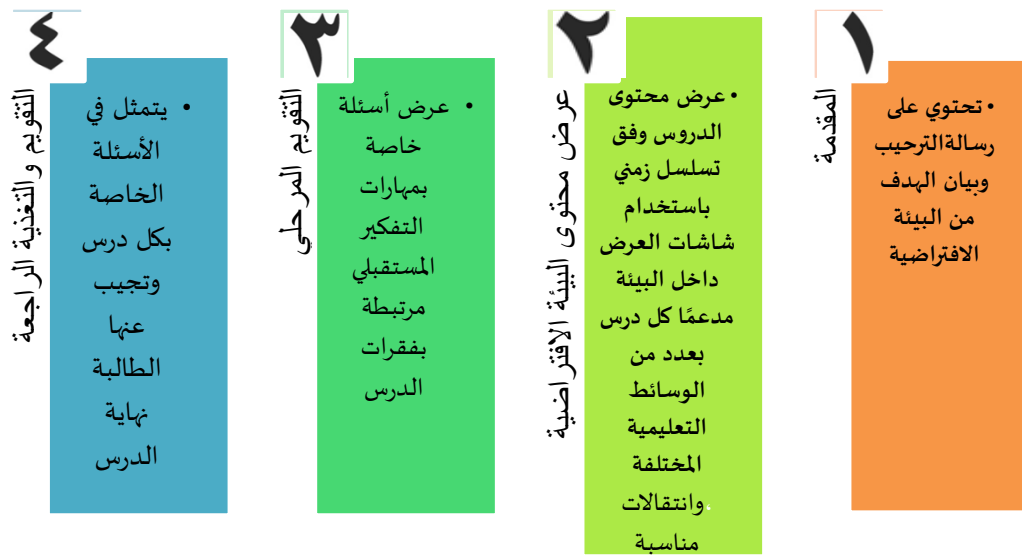 ١
المقدمة
• تحتوي على
رسالةالترحيب
وبيان الهدف
من البيئة
الافتراضية
٢
عرض محتوى البيئة الافتراضية
• عرض محتوى
الدروس وفق
تسلسل زمني
باستخدام
شاشات العرض
داخل البيئة
مدعمًا كل درس
بعدد من
الوسائط
التعليمية
المختلفة
وانتقالات
مناسبة
٣
التقويم المرحلي
• عرض أسئلة
خاصة
بمهارات
التفكير
المستقبلي
مرتبطة
بفقرات
الدرس
٤
التقويم والتغذية الراجعة
• يتمثل في
الأسئلة
الخاصة
بكل درس
وتجيب
عنها
الطالبة
نهاية
الدرس